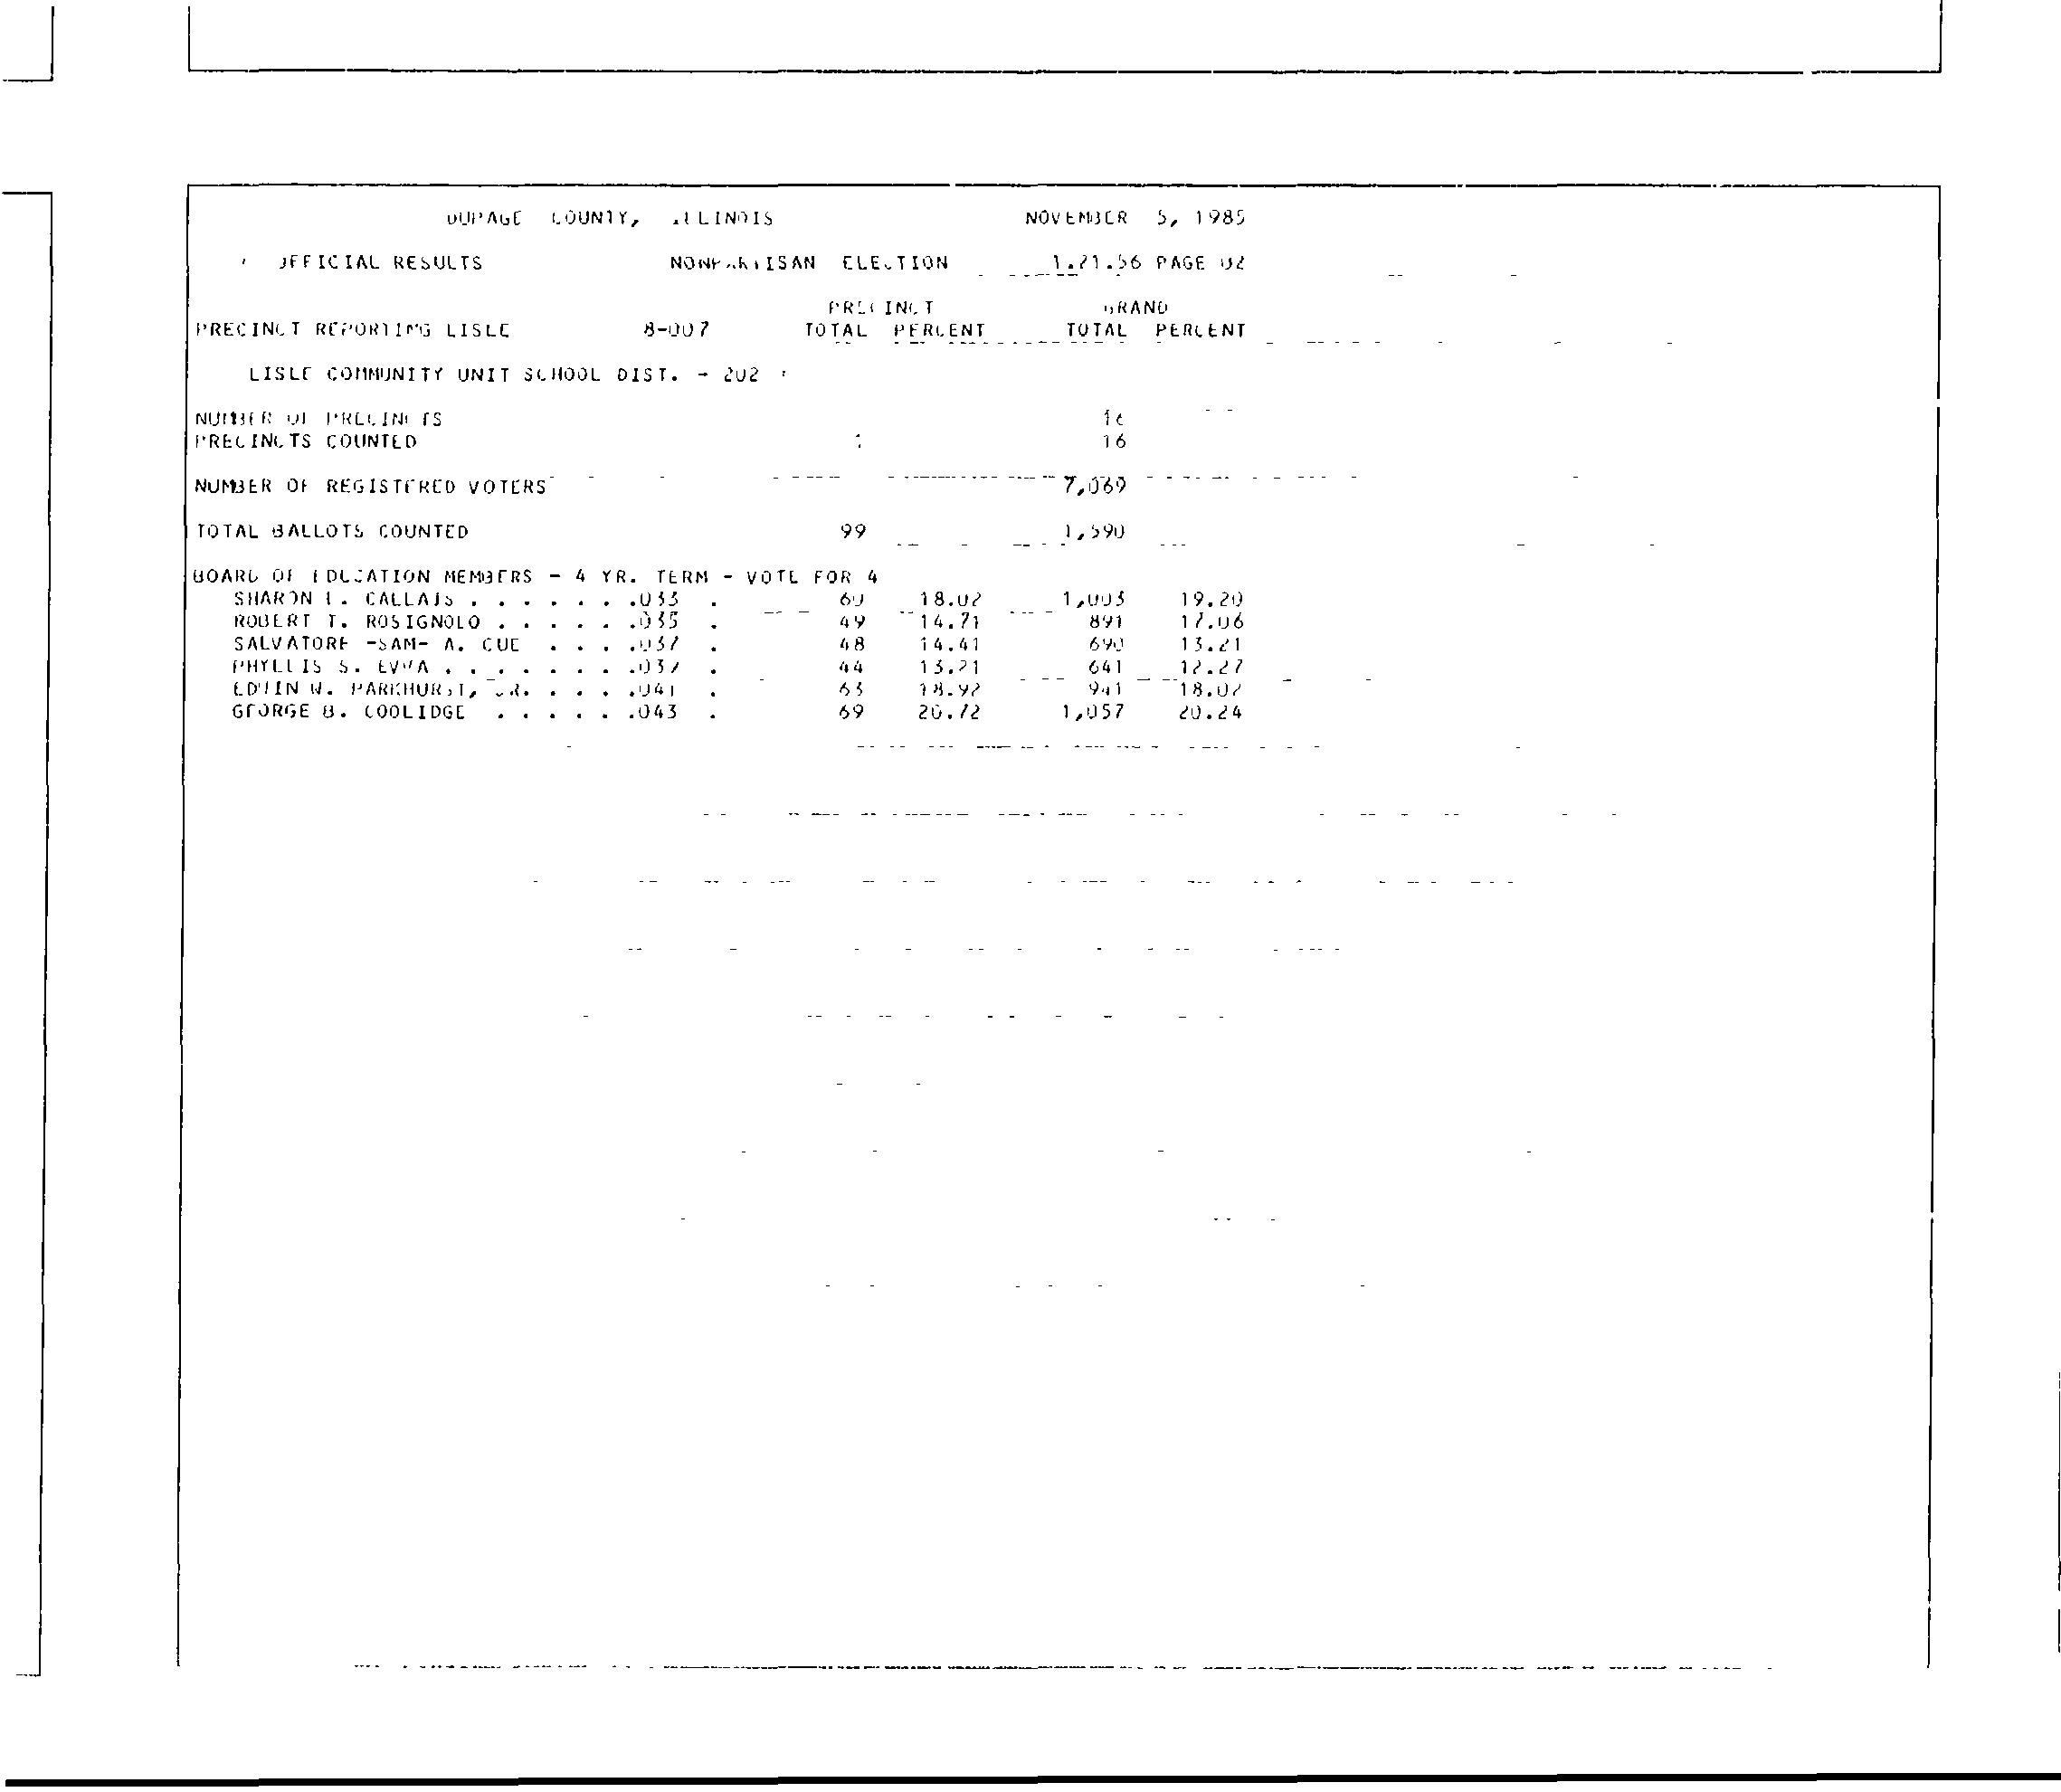 DUPAGE COUNTY, ILLINOIS NOVEMBER 5, 1985
OFFICIAL RESULTS NONPARTISAN ELECTION 1.21.56 PAGE 02
PRECINCT GRAND
PRECINCT REPORTING LISLE 8-007 TOTAL PERCENT TOTAL PERCENT
LISLE COMMUNITY UNIT SCHOOL DIST. - 202
NUMBER OF PRECINCTS 16
PRECINCTS COUNTED 1 16
NUMBER OF REGISTERED VOTERS 7,069
TOTAL BALLOTS COUNTED 99 1,590
BOARD OF EDUCATION MEMBERS - 4 YR. TERM - VOTE FOR 4
SHARON L. CALLAIS . . . . . . .033 . 60 18.02 1,003 19.20
ROBERT T. ROSIGNOLO . . . . . .035 . 49 14.71 891 17.06
SALVATORE -SAM- A. CUE . . . .037 . 48 14.41 690 13.21
PHYLLIS S. . . . . . . . . 44 13.21 641 12.27
EDWIN W. PARKHURST, JR. . . . .041 . 63 18.92 941 18.02
GEORGE B. COOLIDGE . . . . . .043 . 69 20.72 1,057 20.24